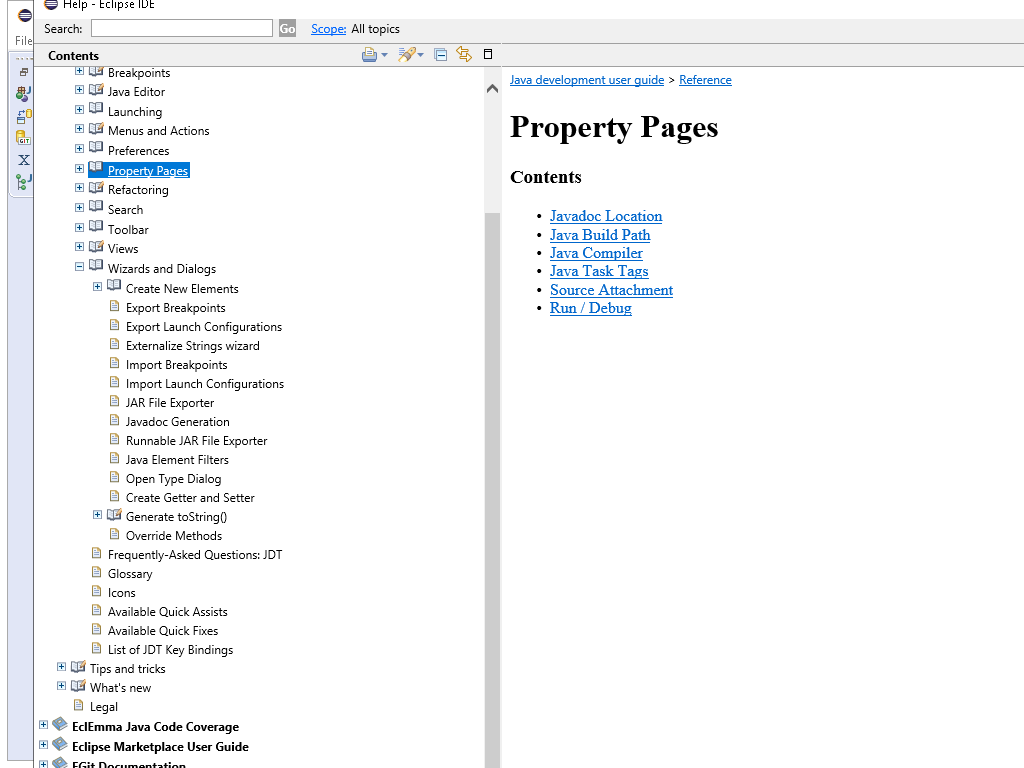 Help - Eclipse IDE
File
Search:
Go
Scope: All topics
Contents
Breakpoints
Java Editor
Launching
Menus and Actions
Preferences
Property Pages
Refactoring
Search
Toolbar
Views
Wizards and Dialogs
Create New Elements
Export Breakpoints
Export Launch Configurations
Externalize Strings wizard
Import Breakpoints
Import Launch Configurations
JAR File Exporter
Javadoc Generation
Runnable JAR File Exporter
Java Element Filters
Open Type Dialog
Create Getter and Setter
Generate toString()
Override Methods
Frequently-Asked Questions: JDT
Glossary
Icons
Available Quick Assists
Available Quick Fixes
List of JDT Key Bindings
Tips and tricks
What's new
Legal
EclEmma Java Code Coverage
Eclipse Marketplace User Guide
EGit Documentation
Java development user guide > Reference
Property Pages
Contents
• Javadoc Location
• Java Build Path
• Java Compiler
• Java Task Tags
• Source Attachment
• Run / Debug